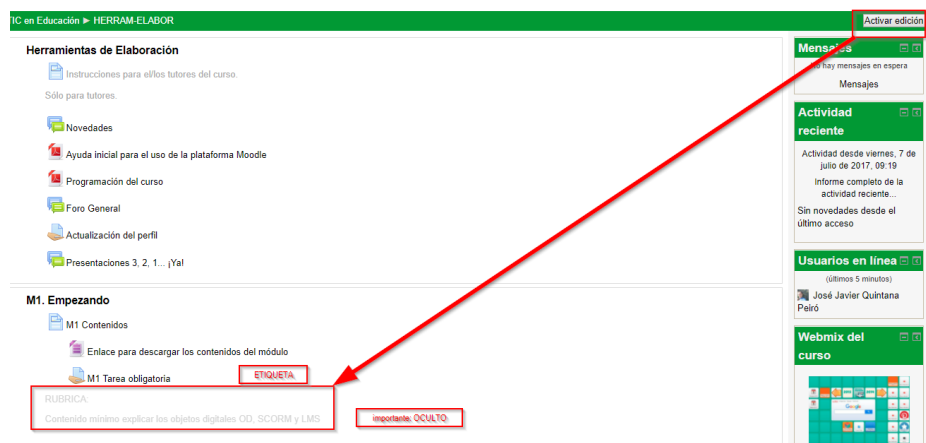 TIC en Educación ► HERRAM-ELABOR
Activar edición
Herramientas de Elaboración
Instrucciones para el/los tutores del curso.
Sólo para tutores.
Novedades
Ayuda inicial para el uso de la plataforma Moodle
Programación del curso
Foro General
Actualización del perfil
Presentaciones 3, 2, 1... ¡Ya!
M1. Empezando
M1 Contenidos
Enlace para descargar los contenidos del módulo
M1 Tarea obligatoria
ETIQUETA
RUBRICA:
Contenido mínimo explicar los objetos digitales OD, SCORM y LMS
importante: OCULTO
Mensajes
No hay mensajes en espera
Mensajes
Actividad
reciente
Actividad desde viernes, 7 de
julio de 2017, 09:19
Informe completo de la
actividad reciente...
Sin novedades desde el
último acceso
Usuarios en línea
(últimos 5 minutos)
José Javier Quintana
Peiró
Webmix del
curso
Google